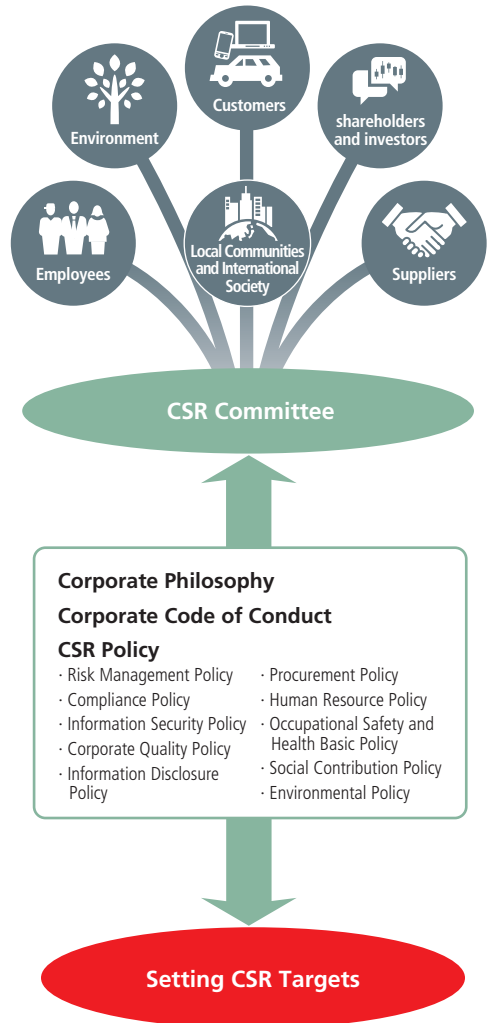 Customers
Environment
shareholders
and investors
Employees
Local Communities
and International
Society
Suppliers
CSR Committee
Corporate Philosophy
Corporate Code of Conduct
CSR Policy
· Risk Management Policy
· Compliance Policy
· Information Security Policy
· Corporate Quality Policy
· Information Disclosure
Policy
· Procurement Policy
· Human Resource Policy
· Occupational Safety and
Health Basic Policy
· Social Contribution Policy
· Environmental Policy
Setting CSR Targets